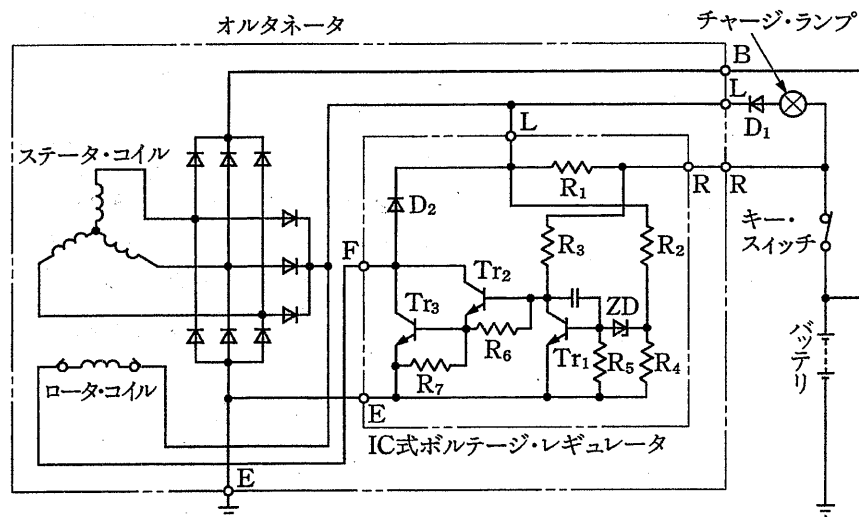 オルタネータ
チャージ・ランプ
B
L
D1
L
ステータ・コイル
R1
R
R
D2
キー・
スイッチ
F
R3
R2
Tr2
Tr3
ZD
R6
Tr1
R5
R4
R7
バッテリ
ロータ・コイル
E
IC式ボルテージ・レギュレータ
E